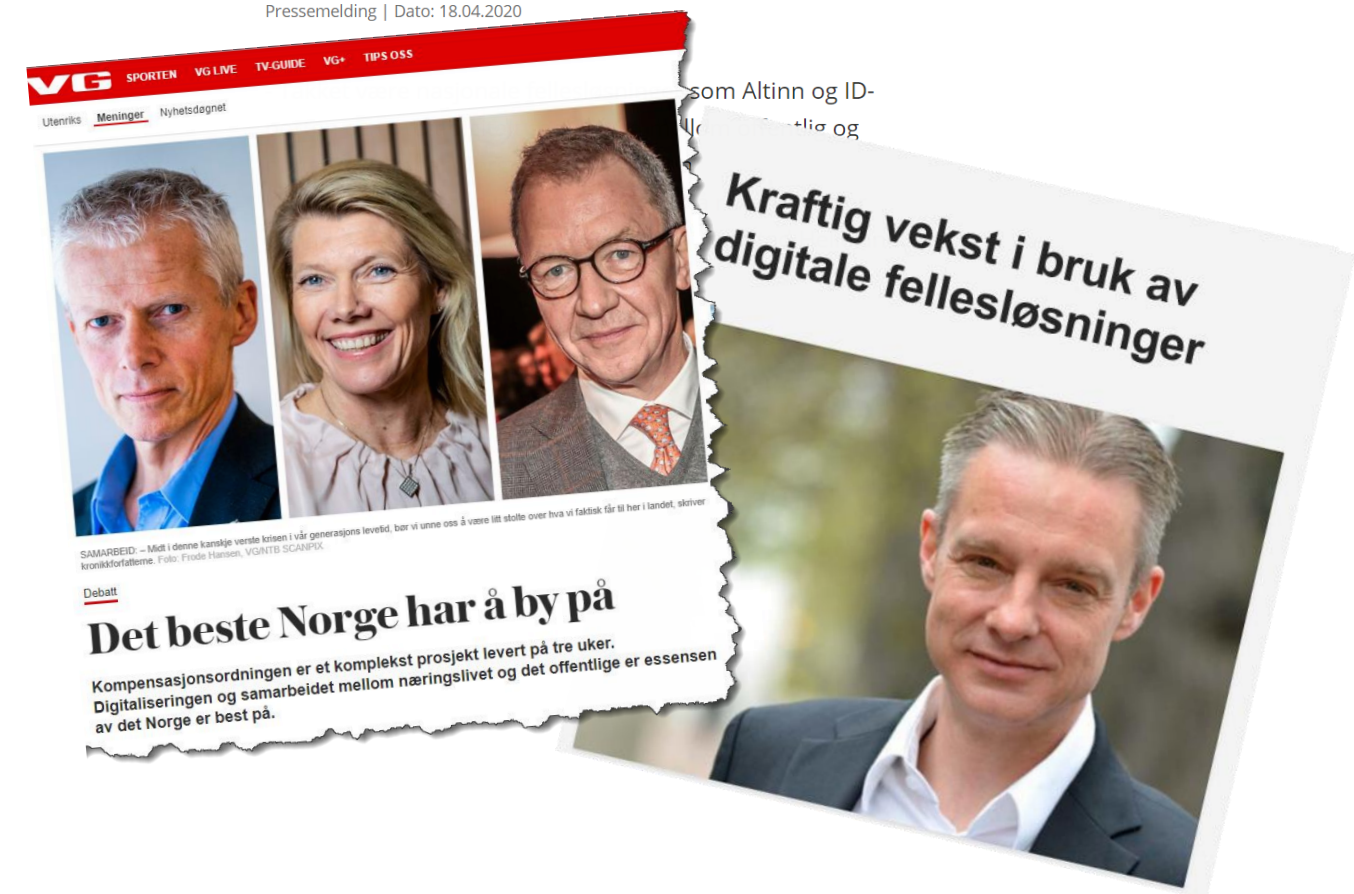 Pressemelding | Dato: 18.04.2020
VG SPORTEN VG LIVE TV-GUIDE VG+ TIPS OSS
Utenriks Meninger Nyhetsdøgnet
SAMARBEID: – Midt i denne kanskje verste krisen i vår generasjons levetid, bør vi unne oss å være litt stolte over hva vi faktisk får til her i landet, skriver
kronikkforfatterne. Foto: Frode Hansen, VG/NTB SCANPIX
Debatt
Det beste Norge har å by på
Kompensasjonsordningen er et komplekst prosjekt levert på tre uker.
Digitaliseringen og samarbeidet mellom næringslivet og det offentlige er essensen
av det Norge er best på.
som Altinn og ID-
og
Kraftig vekst i bruk av
digitale fellesløsninger